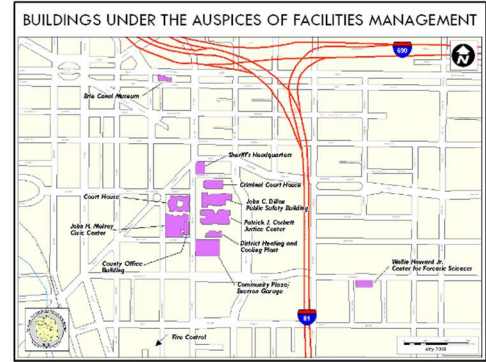 BUILDINGS UNDER THE AUSPICES OF FACILITIES MANAGEMENT
690
N
Erie Canal Museum
Sheriff's Headquarters
Criminal Court House
Court House
John C. Dillon
Public Safety Building
Patrick J. Corbett
Justice Center
John H. Mulroy
Civic Center
District Heating and
Cooling Plant
County Office
Building
Wallie Howard Jr.
Center for Forensic Sciences
Community Plaza/
Everson Garage
81
Fire Control